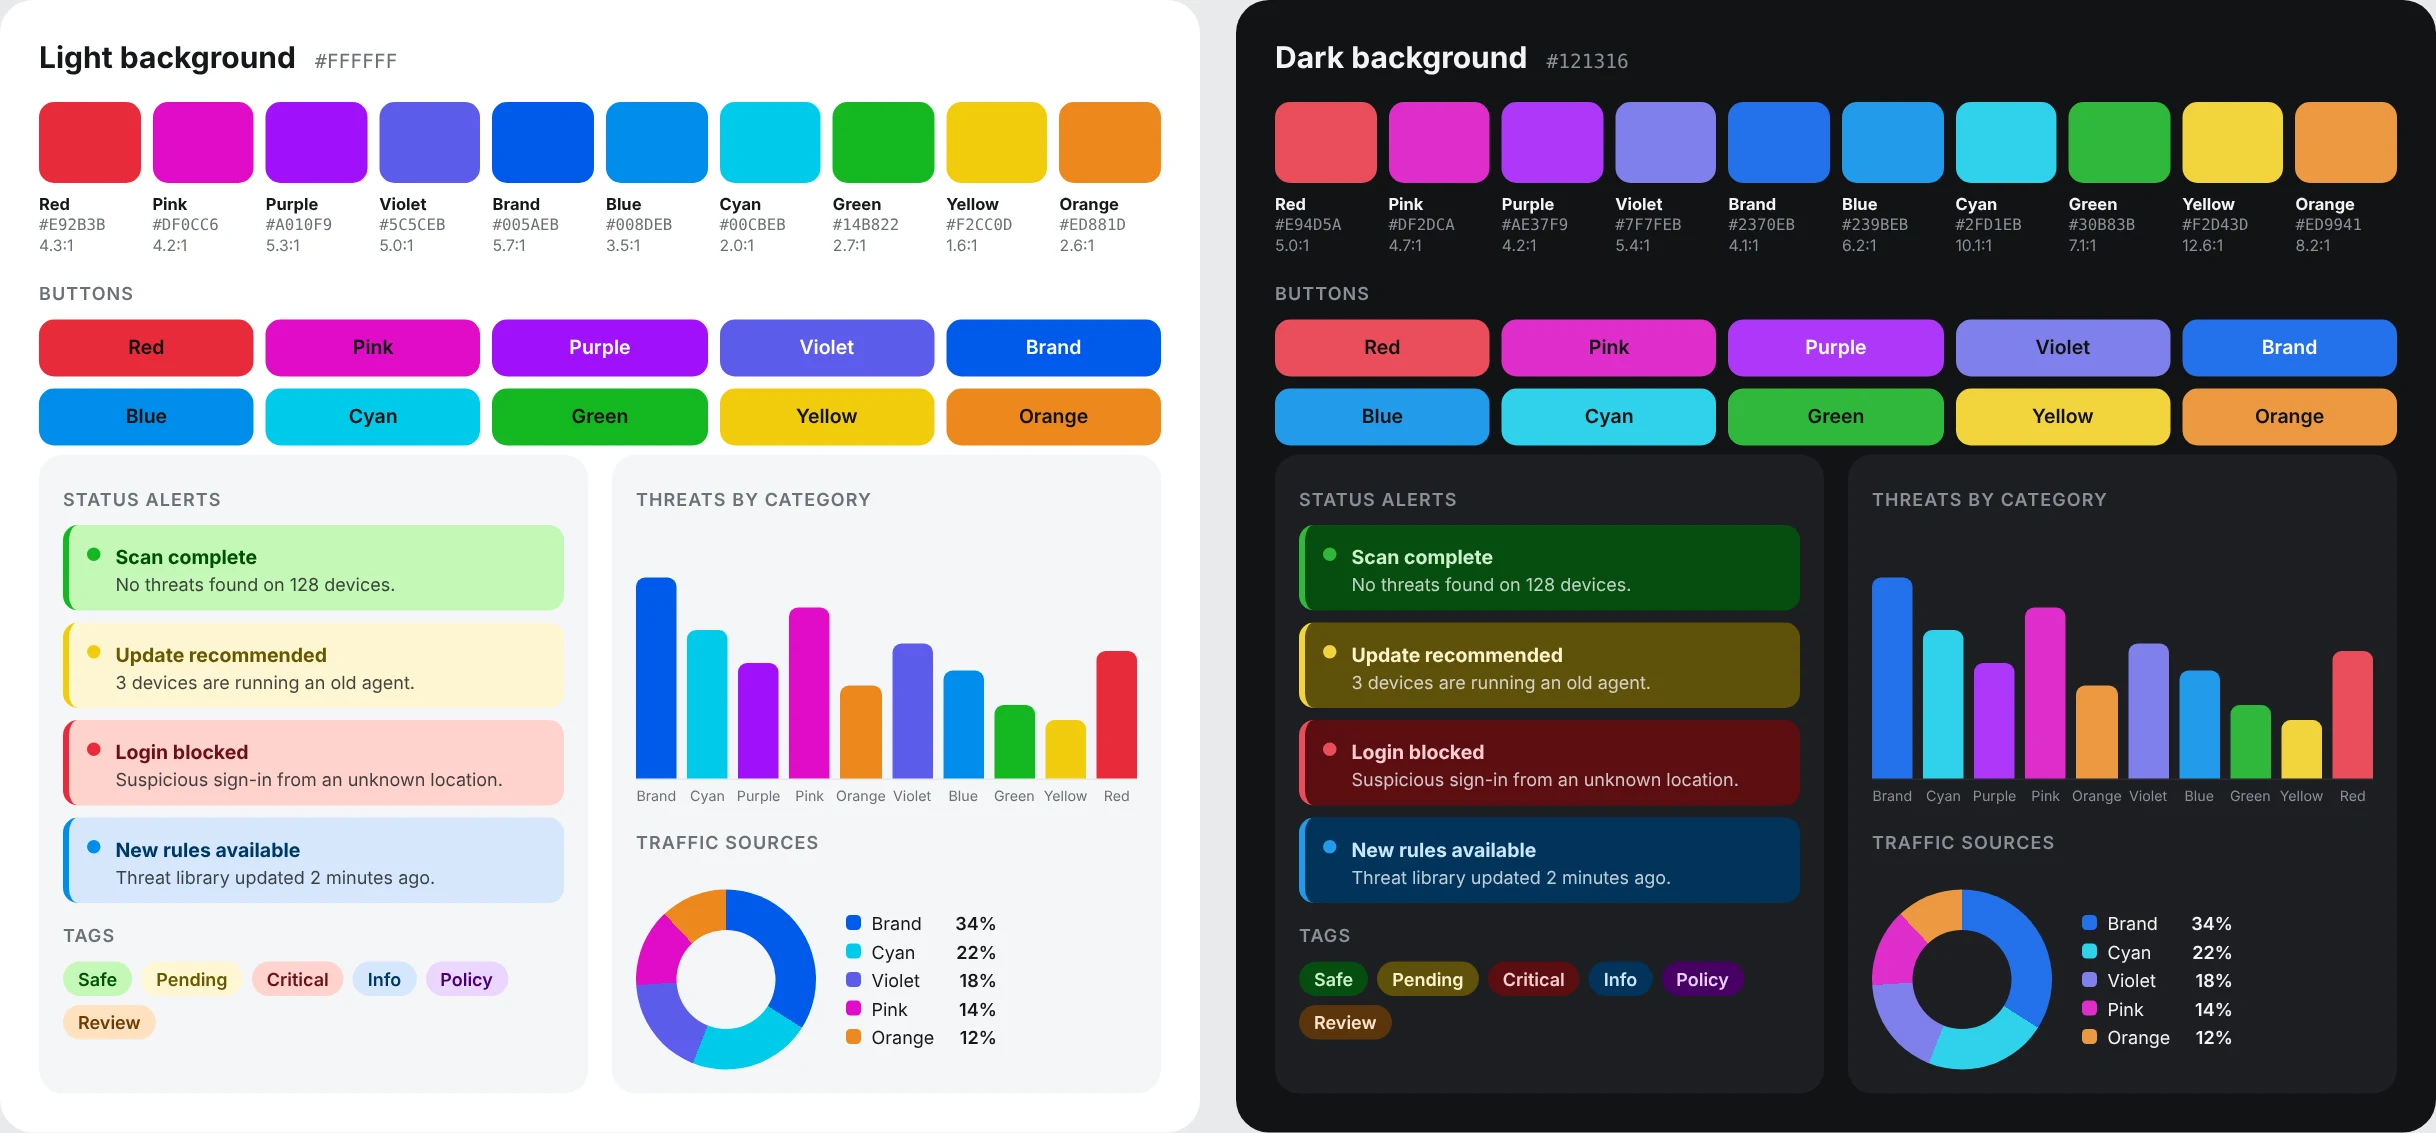 Light background #FFFFFF
Red Pink Purple Violet Brand Blue Cyan Green Yellow Orange
#E92B3B #DF0CC6 #A010F9 #5C5CEB #005AEB #008DEB #00CBEB #14B822 #F2CC0D #ED881D
4.3:1 4.2:1 5.3:1 5.0:1 5.7:1 3.5:1 2.0:1 2.7:1 1.6:1 2.6:1
BUTTONS
Red Pink Purple Violet Brand
Blue Cyan Green Yellow Orange
STATUS ALERTS
Scan complete
No threats found on 128 devices.
Update recommended
3 devices are running an old agent.
Login blocked
Suspicious sign-in from an unknown location.
New rules available
Threat library updated 2 minutes ago.
TAGS
Safe Pending Critical Info Policy
Review
THREATS BY CATEGORY
Brand Cyan Purple Pink Orange Violet Blue Green Yellow Red
TRAFFIC SOURCES
Brand 34%
Cyan 22%
Violet 18%
Pink 14%
Orange 12%
Dark background #121316
Red Pink Purple Violet Brand Blue Cyan Green Yellow Orange
#E94D5A #DF2DCA #AE37F9 #7F7FEB #2370EB #239BEB #2FD1EB #30B83B #F2D43D #ED9941
5.0:1 4.7:1 4.2:1 5.4:1 4.1:1 6.2:1 10.1:1 7.1:1 12.6:1 8.2:1
BUTTONS
Red Pink Purple Violet Brand
Blue Cyan Green Yellow Orange
STATUS ALERTS
Scan complete
No threats found on 128 devices.
Update recommended
3 devices are running an old agent.
Login blocked
Suspicious sign-in from an unknown location.
New rules available
Threat library updated 2 minutes ago.
TAGS
Safe Pending Critical Info Policy
Review
THREATS BY CATEGORY
Brand Cyan Purple Pink Orange Violet Blue Green Yellow Red
TRAFFIC SOURCES
Brand 34%
Cyan 22%
Violet 18%
Pink 14%
Orange 12%